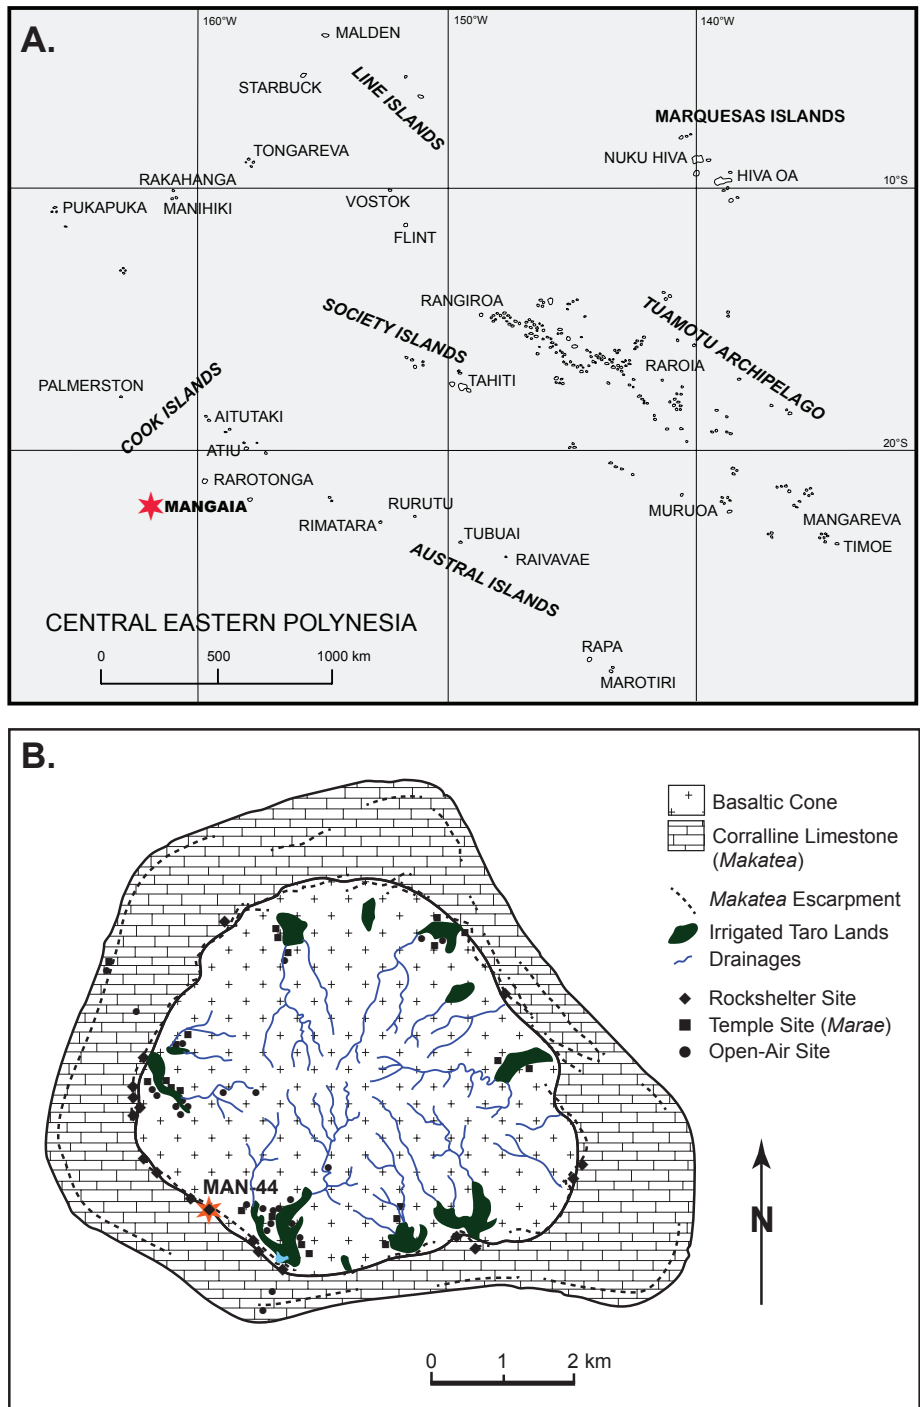 A.
160°W
150°W
140°W
MALDEN
STARBUCK
LINE ISLANDS
MARQUESAS ISLANDS
TONGAREVA
NUKU HIVA
HIVA OA
RAKAHANGA
10°S
PUKAPUKA
MANIHIKI
VOSTOK
FLINT
RANGIROA
SOCIETY ISLANDS
TUAMOTU ARCHIPELAGO
RAROIA
TAHITI
PALMERSTON
COOK ISLANDS
AITUTAKI
ATIU
20°S
RAROTONGA
MANGAIA
RURUTU
RIMATARA
MURUOA
MANGAREVA
TUBUAI
TIMOE
RAIVAVAE
AUSTRAL ISLANDS
CENTRAL EASTERN POLYNESIA
RAPA
MAROTIRI
0 500 1000 km
B.
Basaltic Cone
Corralline Limestone
(Makatea)
Makatea Escarpment
Irrigated Taro Lands
Drainages
Rockshelter Site
Temple Site (Marae)
Open-Air Site
MAN-44
N
0 1 2 km